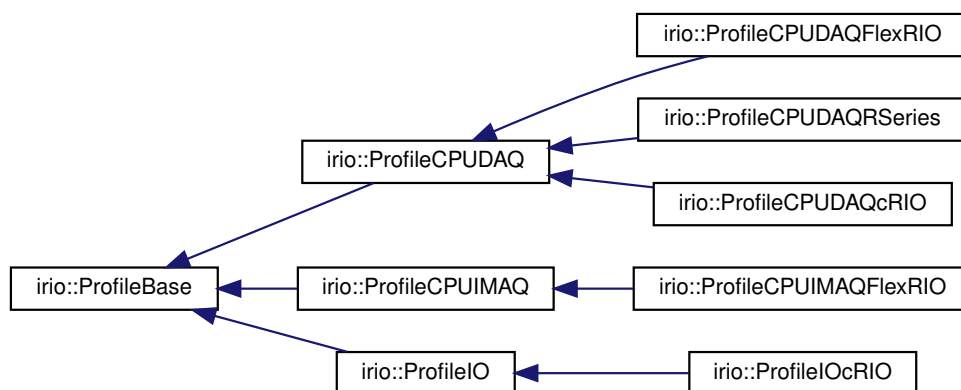 irio::ProfileCPUDAQFlexRIO
irio::ProfileCPUDAQRSeries
irio::ProfileCPUDAQ
irio::ProfileCPUDAQcRIO
irio::ProfileBase
irio::ProfileCPUIMAQ
irio::ProfileCPUIMAQFlexRIO
irio::ProfileIO
irio::ProfileIOcRIO